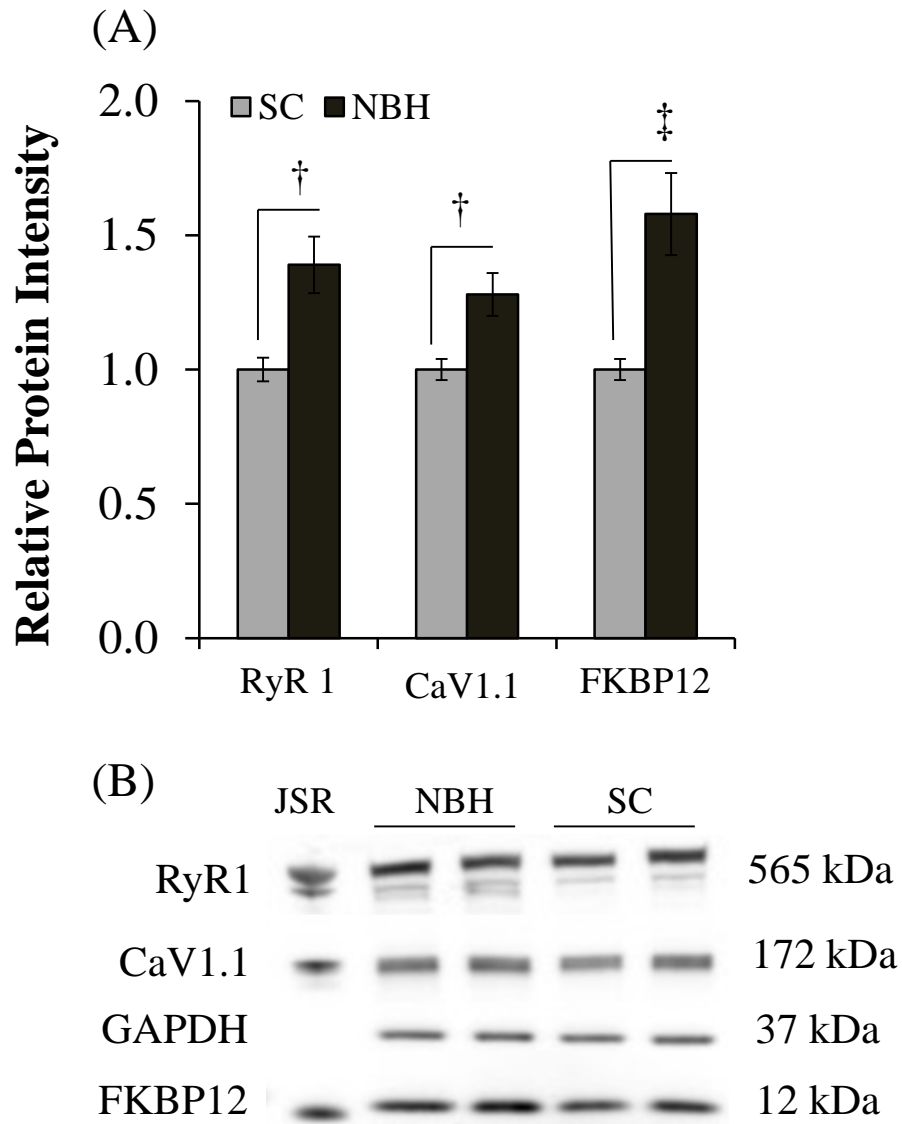 (A)
Relative Protein Intensity
SC NBH
2.0
1.5
1.0
0.5
0.0
†
†
‡
RyR 1
CaV1.1
FKBP12
(B)
JSR NBH SC
RyR1 565 kDa
CaV1.1 172 kDa
GAPDH 37 kDa
FKBP12 12 kDa